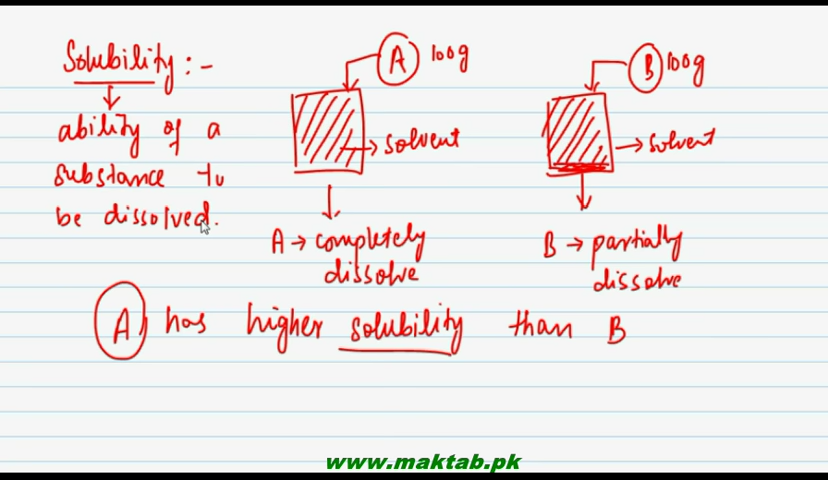 Solubility :-
ability of a
substance to
be dissolved.
A 100g
solvent
A → completely
dissolve
B 100g
solvent
B → partially
dissolve
A has higher solubility than B
www.maktab.pk